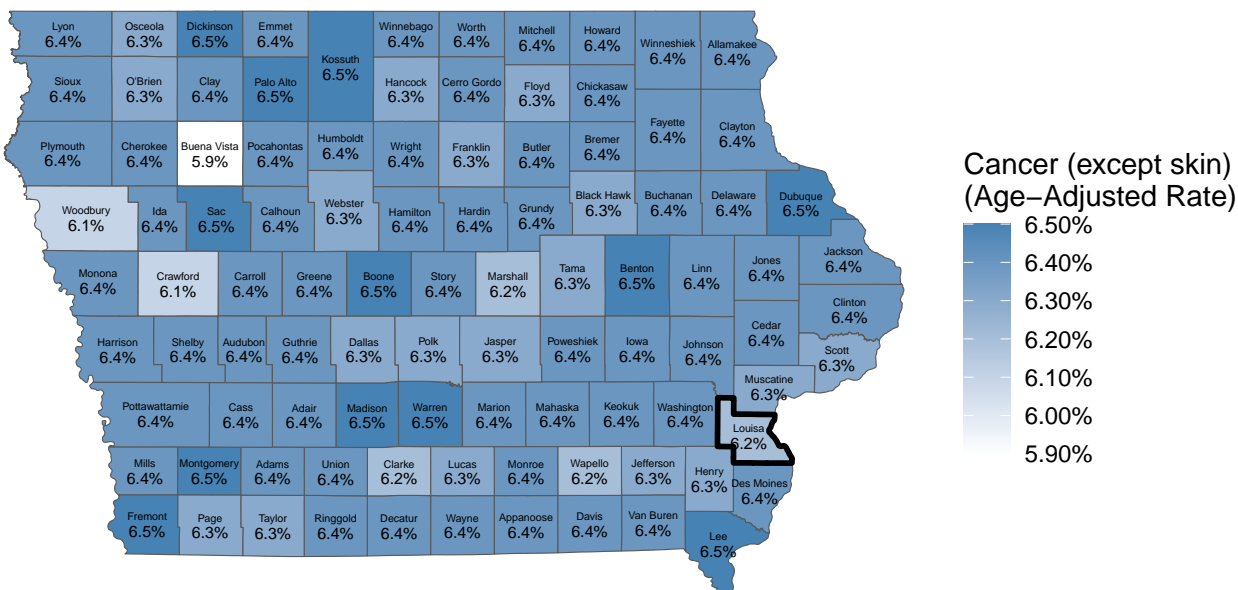 Lyon
6.4%
Osceola
6.3%
Dickinson
6.5%
Emmet
6.4%
Kossuth
6.5%
Winnebago
6.4%
Worth
6.4%
Mitchell
6.4%
Howard
6.4%
Winneshiek
6.4%
Allamakee
6.4%
Sioux
6.4%
O'Brien
6.3%
Clay
6.4%
Palo Alto
6.5%
Hancock
6.3%
Cerro Gordo
6.4%
Floyd
6.3%
Chickasaw
6.4%
Fayette
6.4%
Clayton
6.4%
Plymouth
6.4%
Cherokee
6.4%
Buena Vista
5.9%
Pocahontas
6.4%
Humboldt
6.4%
Wright
6.4%
Franklin
6.3%
Butler
6.4%
Bremer
6.4%
Woodbury
6.1%
Ida
6.4%
Sac
6.5%
Calhoun
6.4%
Webster
6.3%
Hamilton
6.4%
Hardin
6.4%
Grundy
6.4%
Black Hawk
6.3%
Buchanan
6.4%
Delaware
6.4%
Dubuque
6.5%
Monona
6.4%
Crawford
6.1%
Carroll
6.4%
Greene
6.4%
Boone
6.5%
Story
6.4%
Marshall
6.2%
Tama
6.3%
Benton
6.5%
Linn
6.4%
Jones
6.4%
Jackson
6.4%
Clinton
6.4%
Harrison
6.4%
Shelby
6.4%
Audubon
6.4%
Guthrie
6.4%
Dallas
6.3%
Polk
6.3%
Jasper
6.3%
Poweshiek
6.4%
Iowa
6.4%
Johnson
6.4%
Cedar
6.4%
Scott
6.3%
Muscatine
6.3%
Pottawattamie
6.4%
Cass
6.4%
Adair
6.4%
Madison
6.5%
Warren
6.5%
Marion
6.4%
Mahaska
6.4%
Keokuk
6.4%
Washington
6.4%
Louisa
6.2%
Mills
6.4%
Montgomery
6.5%
Adams
6.4%
Union
6.4%
Clarke
6.2%
Lucas
6.3%
Monroe
6.4%
Wapello
6.2%
Jefferson
6.3%
Henry
6.3%
Des Moines
6.4%
Fremont
6.5%
Page
6.3%
Taylor
6.3%
Ringgold
6.4%
Decatur
6.4%
Wayne
6.4%
Appanoose
6.4%
Davis
6.4%
Van Buren
6.4%
Lee
6.5%
Cancer (except skin)
(Age−Adjusted Rate)
6.50%
6.40%
6.30%
6.20%
6.10%
6.00%
5.90%